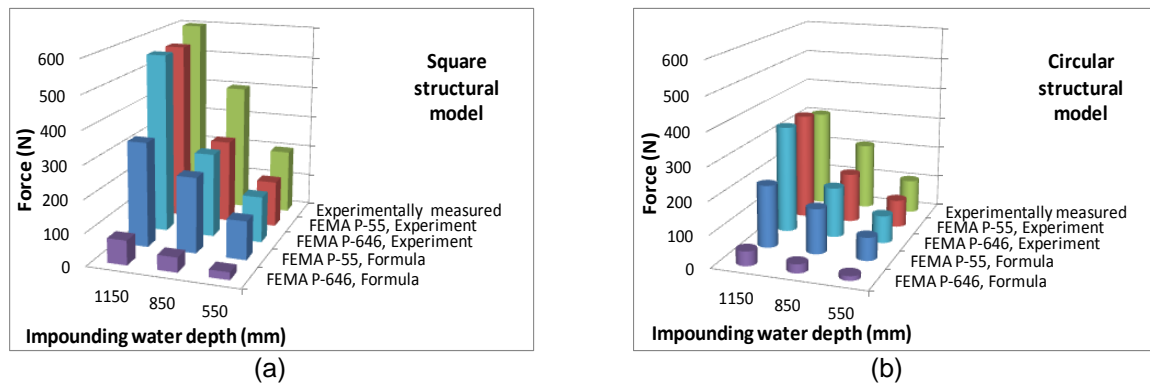 600
500
400
300
200
100
0
Force (N)
Square
structural
model
Experimentally measured
FEMA P-55, Experiment
FEMA P-646, Experiment
FEMA P-55, Formula
FEMA P-646, Formula
1150
850
550
Impounding water depth (mm)
(a)
600
500
400
300
200
100
0
Force (N)
Circular
structural
model
Experimentally measured
FEMA P-55, Experiment
FEMA P-646, Experiment
FEMA P-55, Formula
FEMA P-646, Formula
1150
850
550
Impounding water depth (mm)
(b)